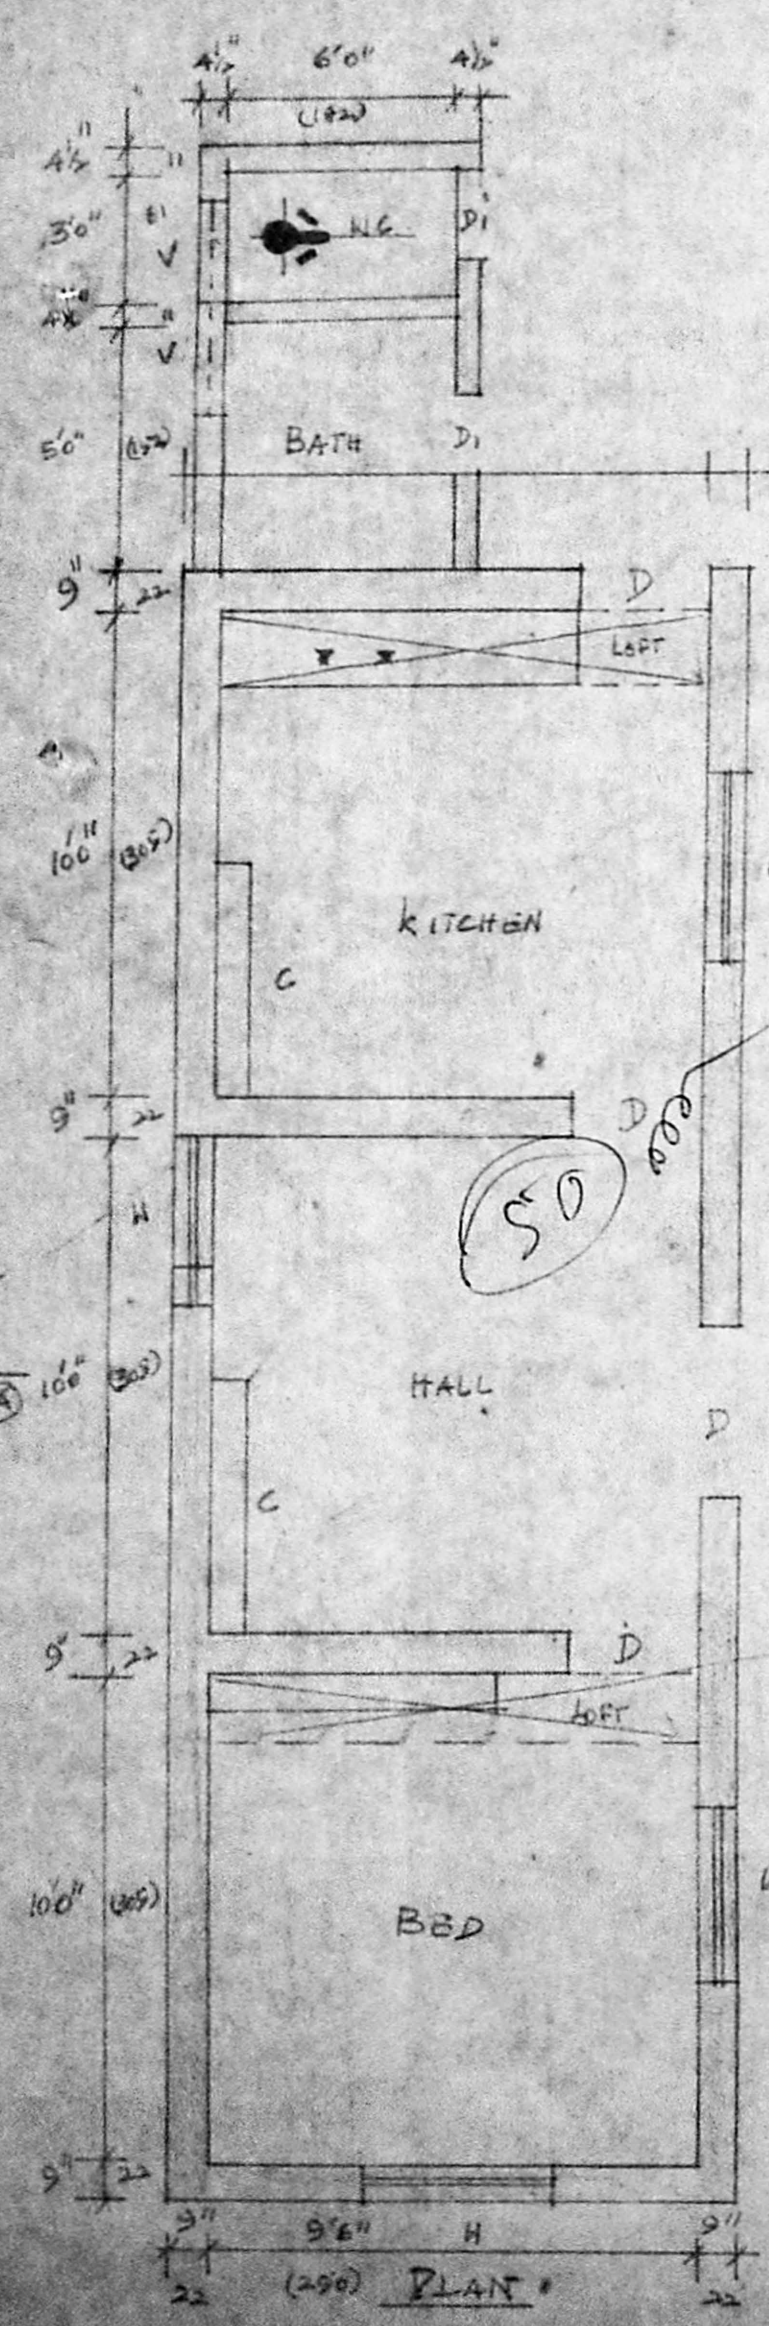 4½" 6'0" 4½"
(182)
4½"
3'0" V
WC D1
4½"
V
5'0" (152) BATH D1
9" 22 D
LOFT
10'0" (305)
KITCHEN
C
9" 22 D
50
W
10'0" (305) HALL
D
C
9" 22 D
LOFT
10'0" (305)
BED
9" 22
9" 9'6" W 9"
22 (290) PLAN 22